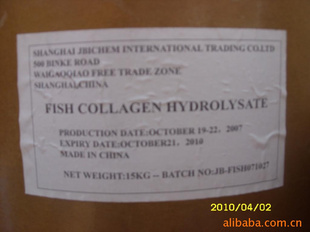 SHANGHAI JBICHEM INTERNATIONAL TRADING CO.LTD
500 BINKE ROAD
WAIGAOQIAO FREE TRADE ZONE
SHANGHAI,CHINA
FISH COLLAGEN HYDROLYSATE
PRODUCTION DATE:OCTOBER 19-22, 2007
EXPIRY DATE:OCTOBER21, 2010
MADE IN CHINA
NET WEIGHT:15KG -- BATCH NO:JB-FISH071027
2010/04/02
alibaba.com.cn